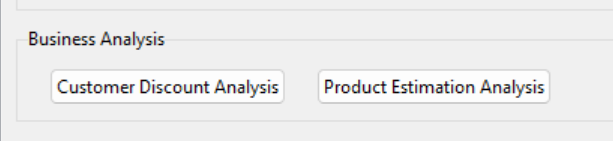 Business Analysis
Customer Discount Analysis Product Estimation Analysis